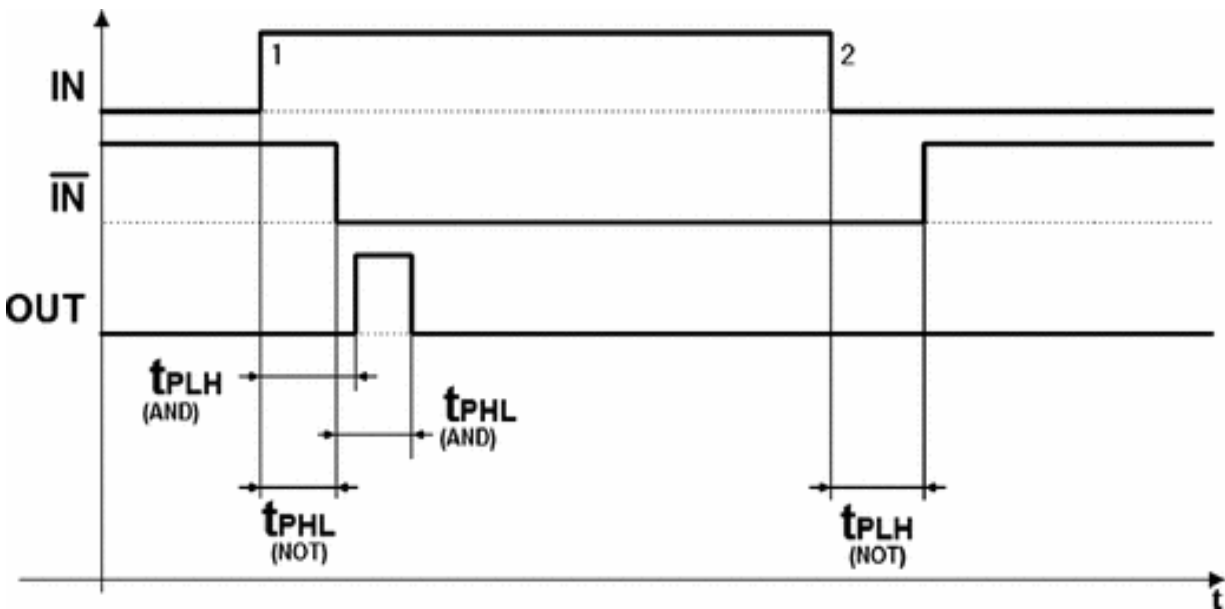 1
2
IN
IN
OUT
tPLH
(AND)
tPHL
(AND)
tPHL
(NOT)
tPLH
(NOT)
t